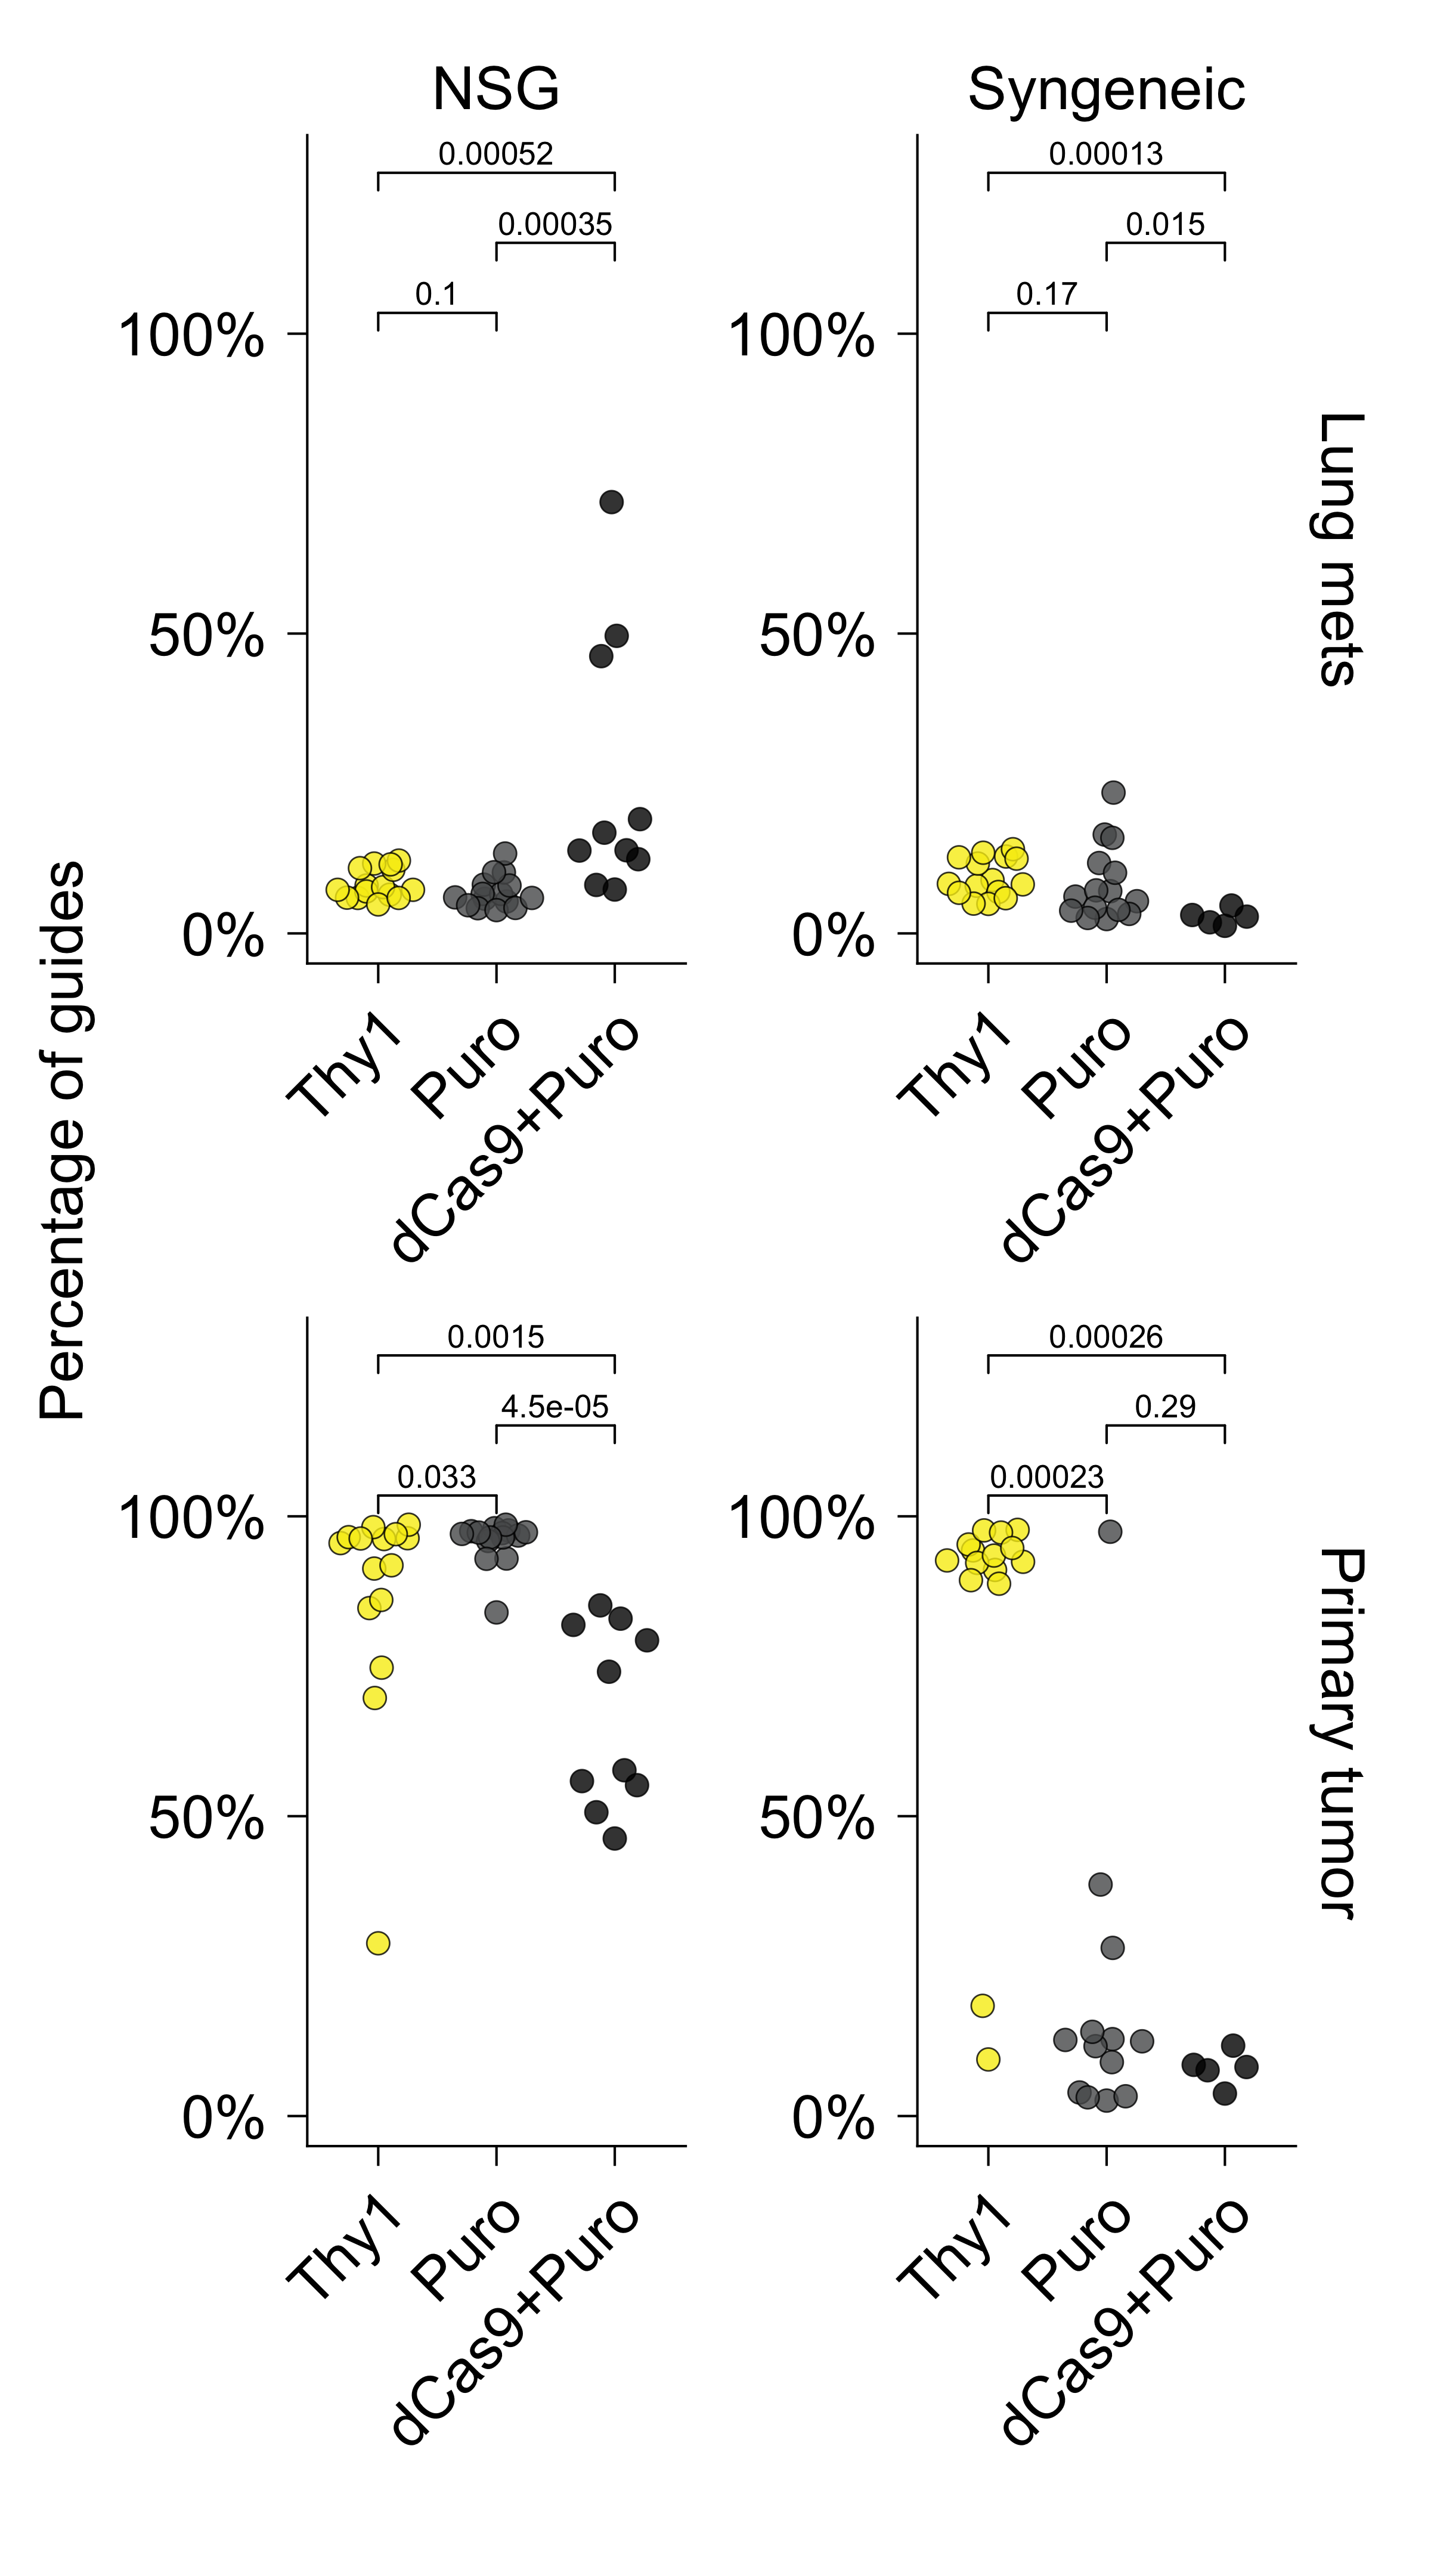 NSG
Syngeneic
0.00052
0.00035
0.1
0.00013
0.015
0.17
100%
50%
0%
100%
50%
0%
Thy1
Puro
dCas9+Puro
Thy1
Puro
dCas9+Puro
Lung mets
Percentage of guides
0.0015
4.5e-05
0.033
0.00026
0.29
0.00023
100%
50%
0%
100%
50%
0%
Thy1
Puro
dCas9+Puro
Thy1
Puro
dCas9+Puro
Primary tumor